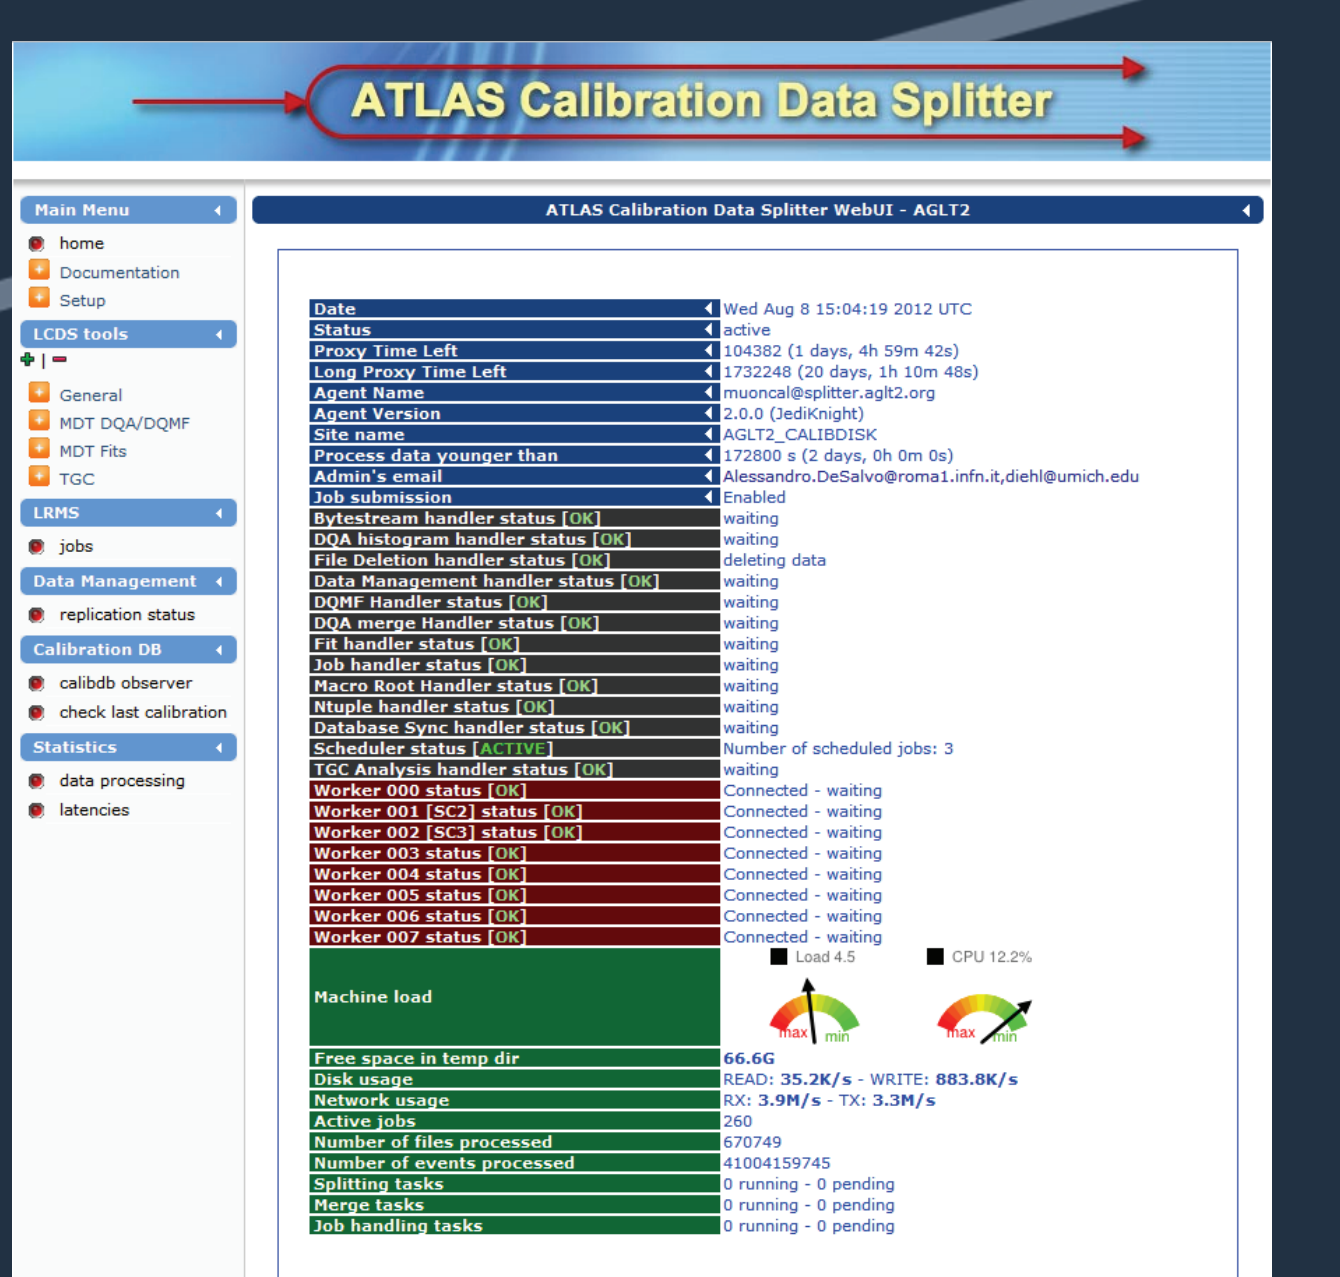 ATLAS Calibration Data Splitter
Main Menu
home
Documentation
Setup
LCDS tools
|
General
MDT DQA/DQMF
MDT Fits
TGC
LRMS
jobs
Data Management
replication status
Calibration DB
calibdb observer
check last calibration
Statistics
data processing
latencies
ATLAS Calibration Data Splitter WebUI - AGLT2
Date Wed Aug 8 15:04:19 2012 UTC
Status active
Proxy Time Left 104382 (1 days, 4h 59m 42s)
Long Proxy Time Left 1732248 (20 days, 1h 10m 48s)
Agent Name muoncal@splitter.aglt2.org
Agent Version 2.0.0 (JediKnight)
Site name AGLT2_CALIBDISK
Process data younger than 172800 s (2 days, 0h 0m 0s)
Admin's email Alessandro.DeSalvo@roma1.infn.it,diehl@umich.edu
Job submission Enabled
Bytestream handler status [OK] waiting
DQA histogram handler status [OK] waiting
File Deletion handler status [OK] deleting data
Data Management handler status [OK] waiting
DQMF Handler status [OK] waiting
DQA merge Handler status [OK] waiting
Fit handler status [OK] waiting
Job handler status [OK] waiting
Macro Root Handler status [OK] waiting
Ntuple handler status [OK] waiting
Database Sync handler status [OK] waiting
Scheduler status [ACTIVE] Number of scheduled jobs: 3
TGC Analysis handler status [OK] waiting
Worker 000 status [OK] Connected - waiting
Worker 001 [SC2] status [OK] Connected - waiting
Worker 002 [SC3] status [OK] Connected - waiting
Worker 003 status [OK] Connected - waiting
Worker 004 status [OK] Connected - waiting
Worker 005 status [OK] Connected - waiting
Worker 006 status [OK] Connected - waiting
Worker 007 status [OK] Connected - waiting
Load 4.5 CPU 12.2%
Machine load
max min max min
Free space in temp dir 66.6G
Disk usage READ: 35.2K/s - WRITE: 883.8K/s
Network usage RX: 3.9M/s - TX: 3.3M/s
Active jobs 260
Number of files processed 670749
Number of events processed 41004159745
Splitting tasks 0 running - 0 pending
Merge tasks 0 running - 0 pending
Job handling tasks 0 running - 0 pending